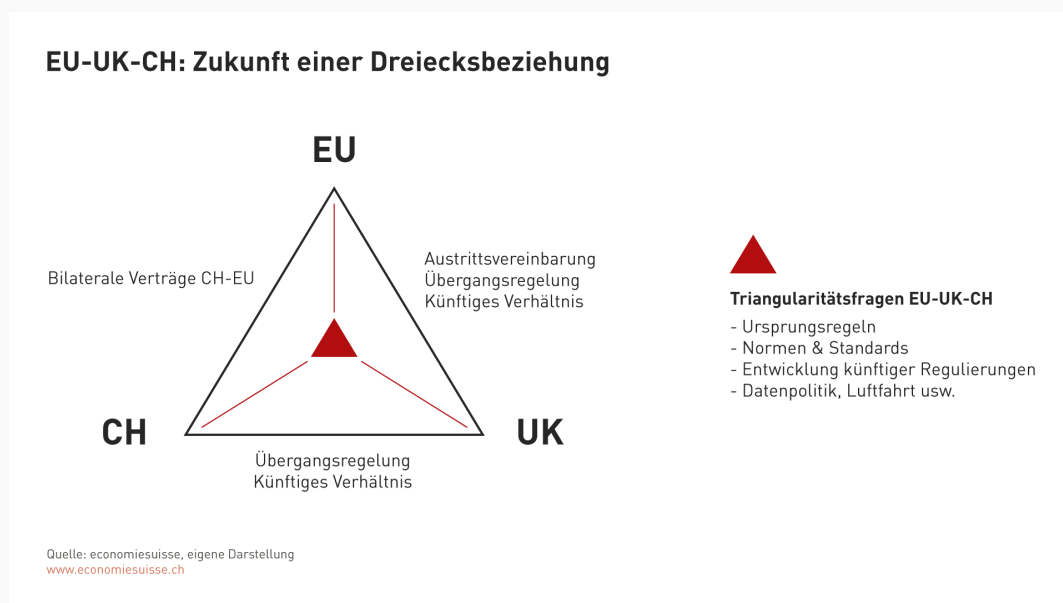 EU-UK-CH: Zukunft einer Dreiecksbeziehung
EU
Bilaterale Verträge CH-EU
Austrittsvereinbarung
Übergangsregelung
Künftiges Verhältnis
CH
UK
Übergangsregelung
Künftiges Verhältnis
Triangularitätsfragen EU-UK-CH
- Ursprungsregeln
- Normen & Standards
- Entwicklung künftiger Regulierungen
- Datenpolitik, Luftfahrt usw.
Quelle: economiesuisse, eigene Darstellung
www.economiesuisse.ch